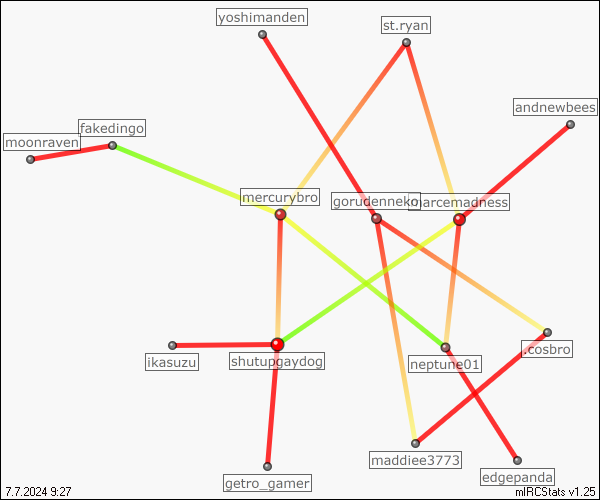 yoshimanden
st.ryan
andnewbees
fakedingo
moonraven
mercurybro
gorudenneko
marcemadness
ikasuzu
shutupgaydog
neptune01
j.cosbro
maddiee3773
getro_gamer
edgepanda
7.7.2024 9:27
mIRCStats v1.25